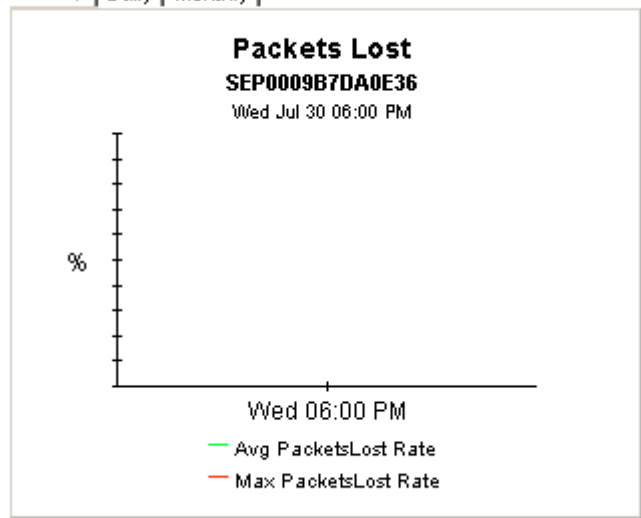 Packets Lost
SEP0009B7DA0E36
Wed Jul 30 06:00 PM
%
Wed 06:00 PM
Avg PacketsLost Rate
Max PacketsLost Rate